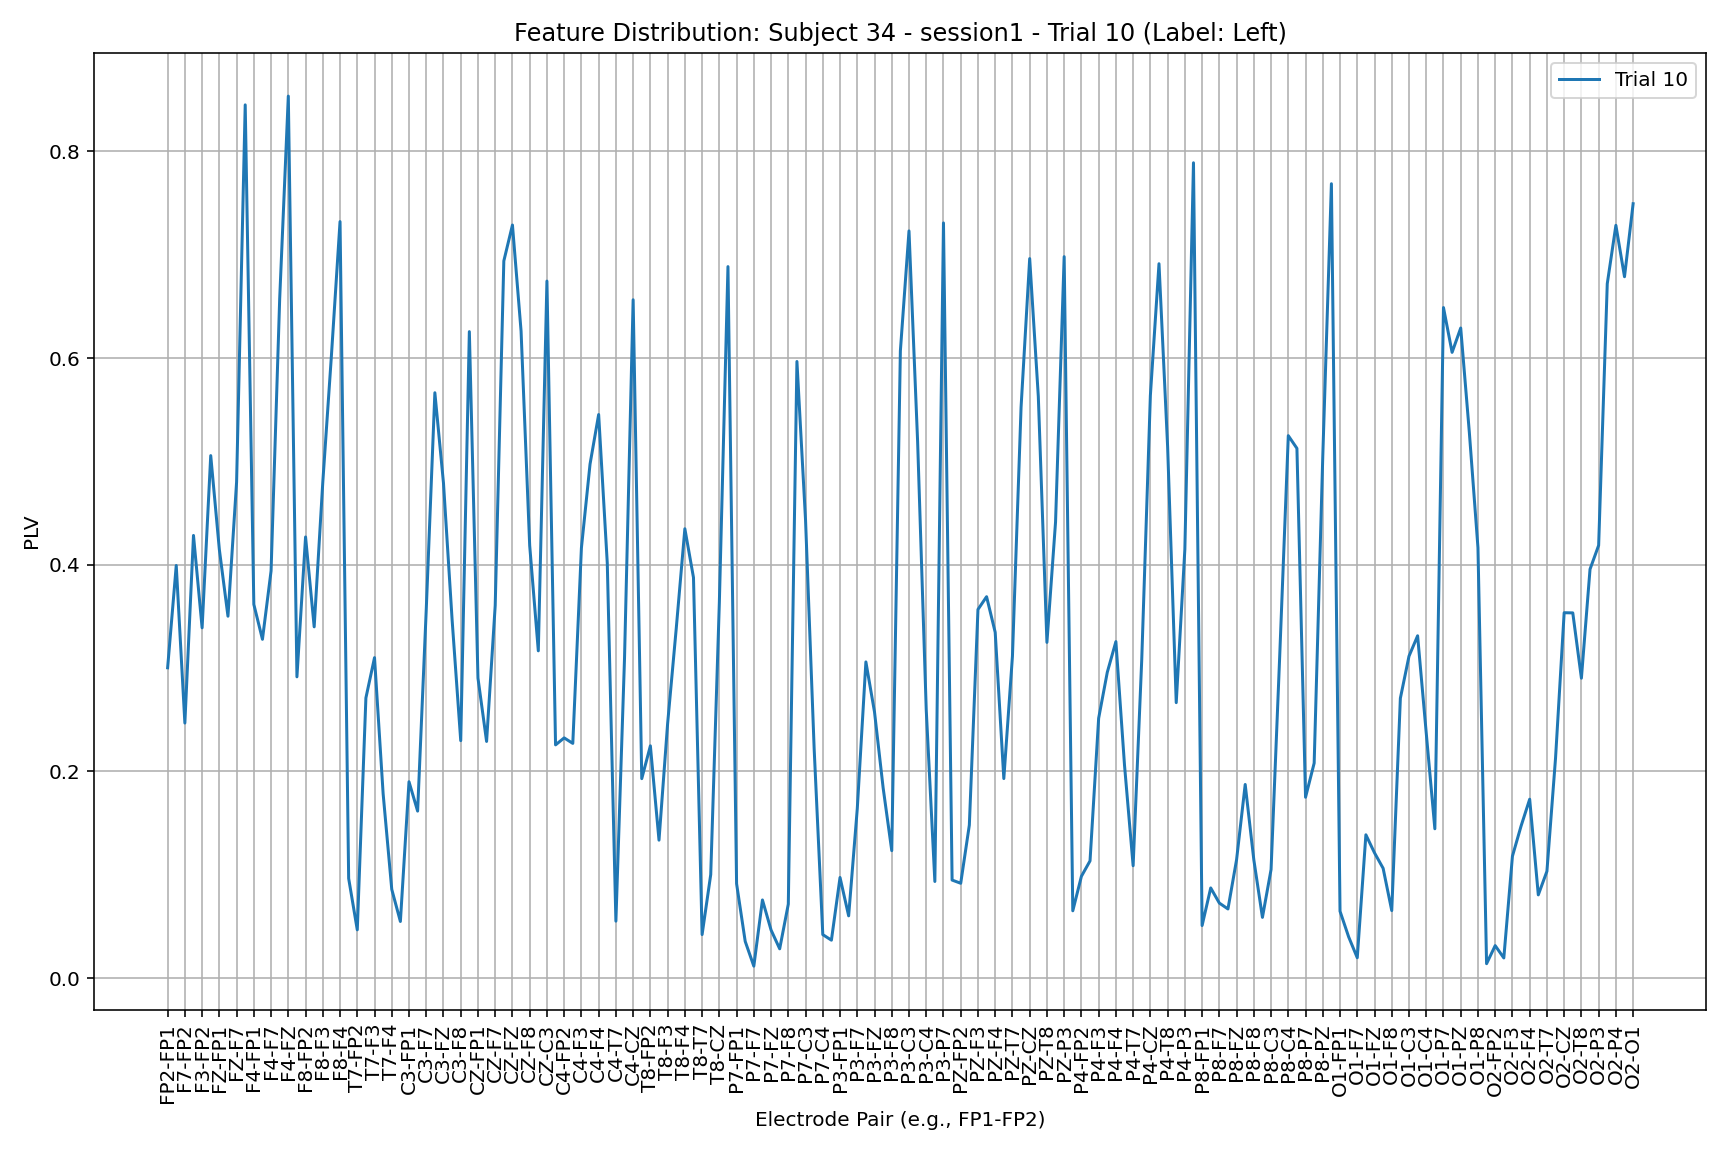 Feature Distribution: Subject 34 - session1 - Trial 10 (Label: Left)
Trial 10
PLV
0.8
0.6
0.4
0.2
0.0
FP2-FP1
F7-FP2
F3-FP2
FZ-FP1
FZ-F7
F4-FP1
F4-F7
F4-FZ
F8-FP2
F8-F3
F8-F4
T7-FP2
T7-F3
T7-F4
C3-FP1
C3-F7
C3-FZ
C3-F8
CZ-FP1
CZ-F7
CZ-FZ
CZ-F8
CZ-C3
C4-FP2
C4-F3
C4-F4
C4-T7
C4-CZ
T8-FP2
T8-F3
T8-F4
T8-T7
T8-CZ
P7-FP1
P7-F7
P7-FZ
P7-F8
P7-C3
P7-C4
P3-FP1
P3-F7
P3-FZ
P3-F8
P3-C3
P3-C4
P3-P7
PZ-FP2
PZ-F3
PZ-F4
PZ-T7
PZ-CZ
PZ-T8
PZ-P3
P4-FP2
P4-F3
P4-F4
P4-T7
P4-CZ
P4-T8
P4-P3
P8-FP1
P8-F7
P8-FZ
P8-F8
P8-C3
P8-C4
P8-P7
P8-PZ
O1-FP1
O1-F7
O1-FZ
O1-F8
O1-C3
O1-C4
O1-P7
O1-PZ
O1-P8
O2-FP2
O2-F3
O2-F4
O2-T7
O2-CZ
O2-T8
O2-P3
O2-P4
O2-O1
Electrode Pair (e.g., FP1-FP2)